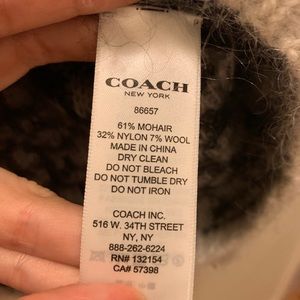 COACH
NEW YORK
86657
61% MOHAIR
32% NYLON 7% WOOL
MADE IN CHINA
DRY CLEAN
DO NOT BLEACH
DO NOT TUMBLE DRY
DO NOT IRON
COACH INC.
516 W. 34TH STREET
NY, NY
888-262-6224
RN# 132154
CA# 57398